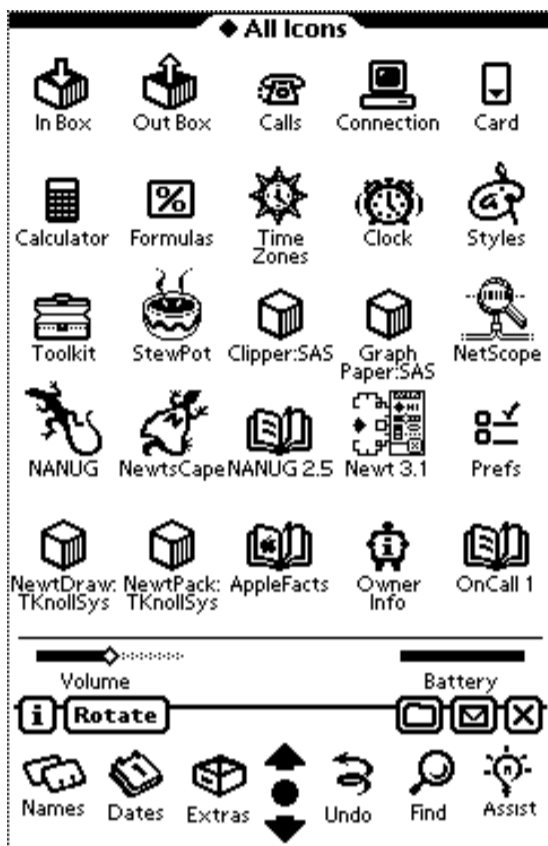 ◆ All Icons
In Box Out Box Calls Connection Card
%
Calculator Formulas Time Zones Clock Styles
Toolkit StewPot Clipper:SAS Graph Paper:SAS NetScope
NANUG NewtsCape NANUG 2.5 Newt 3.1 Prefs
NewtDraw:TKnollSys NewtPack:TKnollSys AppleFacts Owner Info OnCall 1
Volume Battery
i Rotate X
Names Dates Extras Undo Find Assist